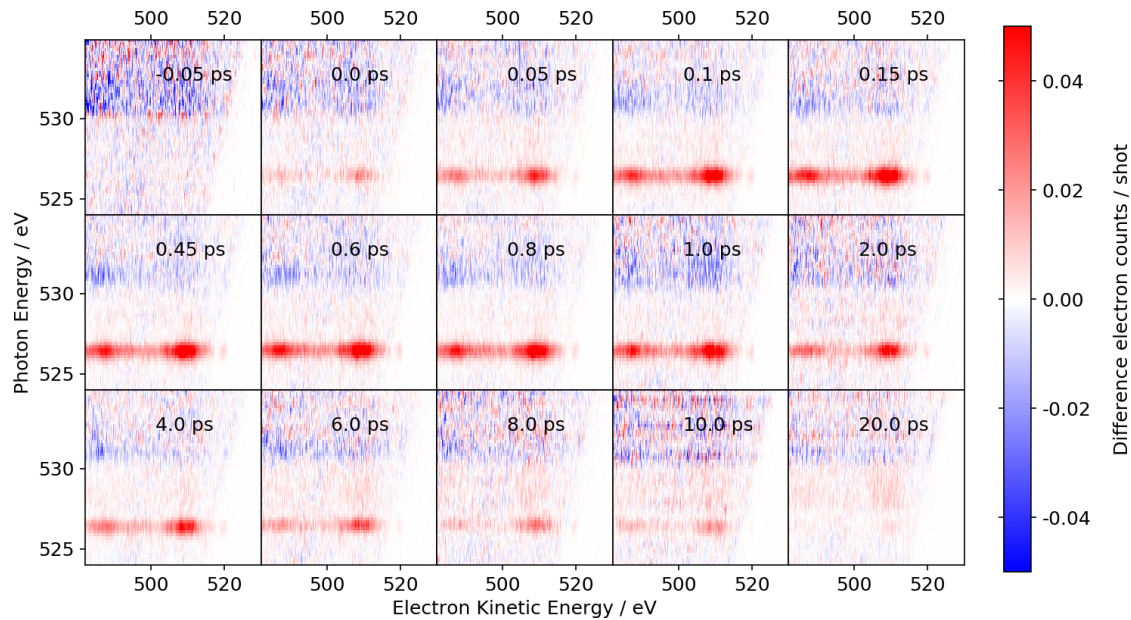 500 520 500 520 500 520 500 520 500 520
-0.05 ps 0.0 ps 0.05 ps 0.1 ps 0.15 ps
530
525
0.45 ps 0.6 ps 0.8 ps 1.0 ps 2.0 ps
530
525
4.0 ps 6.0 ps 8.0 ps 10.0 ps 20.0 ps
530
525
500 520 500 520 500 520 500 520 500 520
Electron Kinetic Energy / eV
Photon Energy / eV
0.04
0.02
0.00
-0.02
-0.04
Difference electron counts / shot